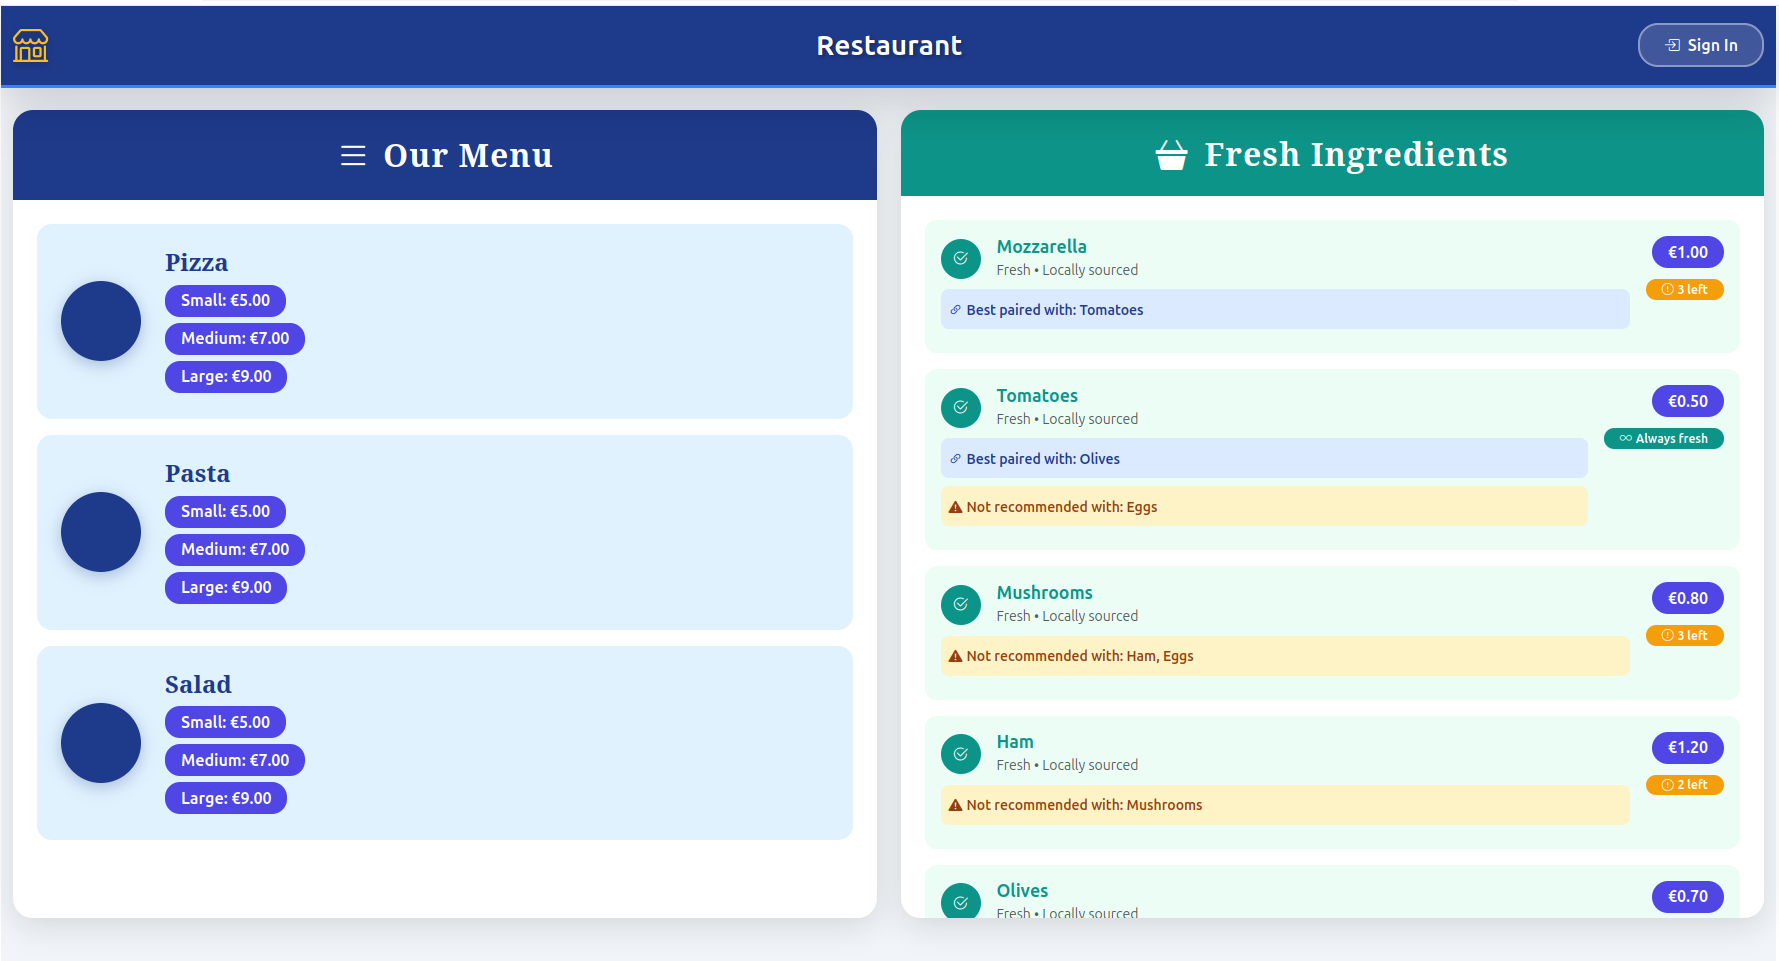 Restaurant
Sign In
Our Menu
Pizza
Small: €5.00
Medium: €7.00
Large: €9.00
Pasta
Small: €5.00
Medium: €7.00
Large: €9.00
Salad
Small: €5.00
Medium: €7.00
Large: €9.00
Fresh Ingredients
Mozzarella
Fresh • Locally sourced
€1.00
3 left
Best paired with: Tomatoes
Tomatoes
Fresh • Locally sourced
€0.50
Always fresh
Best paired with: Olives
Not recommended with: Eggs
Mushrooms
Fresh • Locally sourced
€0.80
3 left
Not recommended with: Ham, Eggs
Ham
Fresh • Locally sourced
€1.20
2 left
Not recommended with: Mushrooms
Olives
Fresh • Locally sourced
€0.70